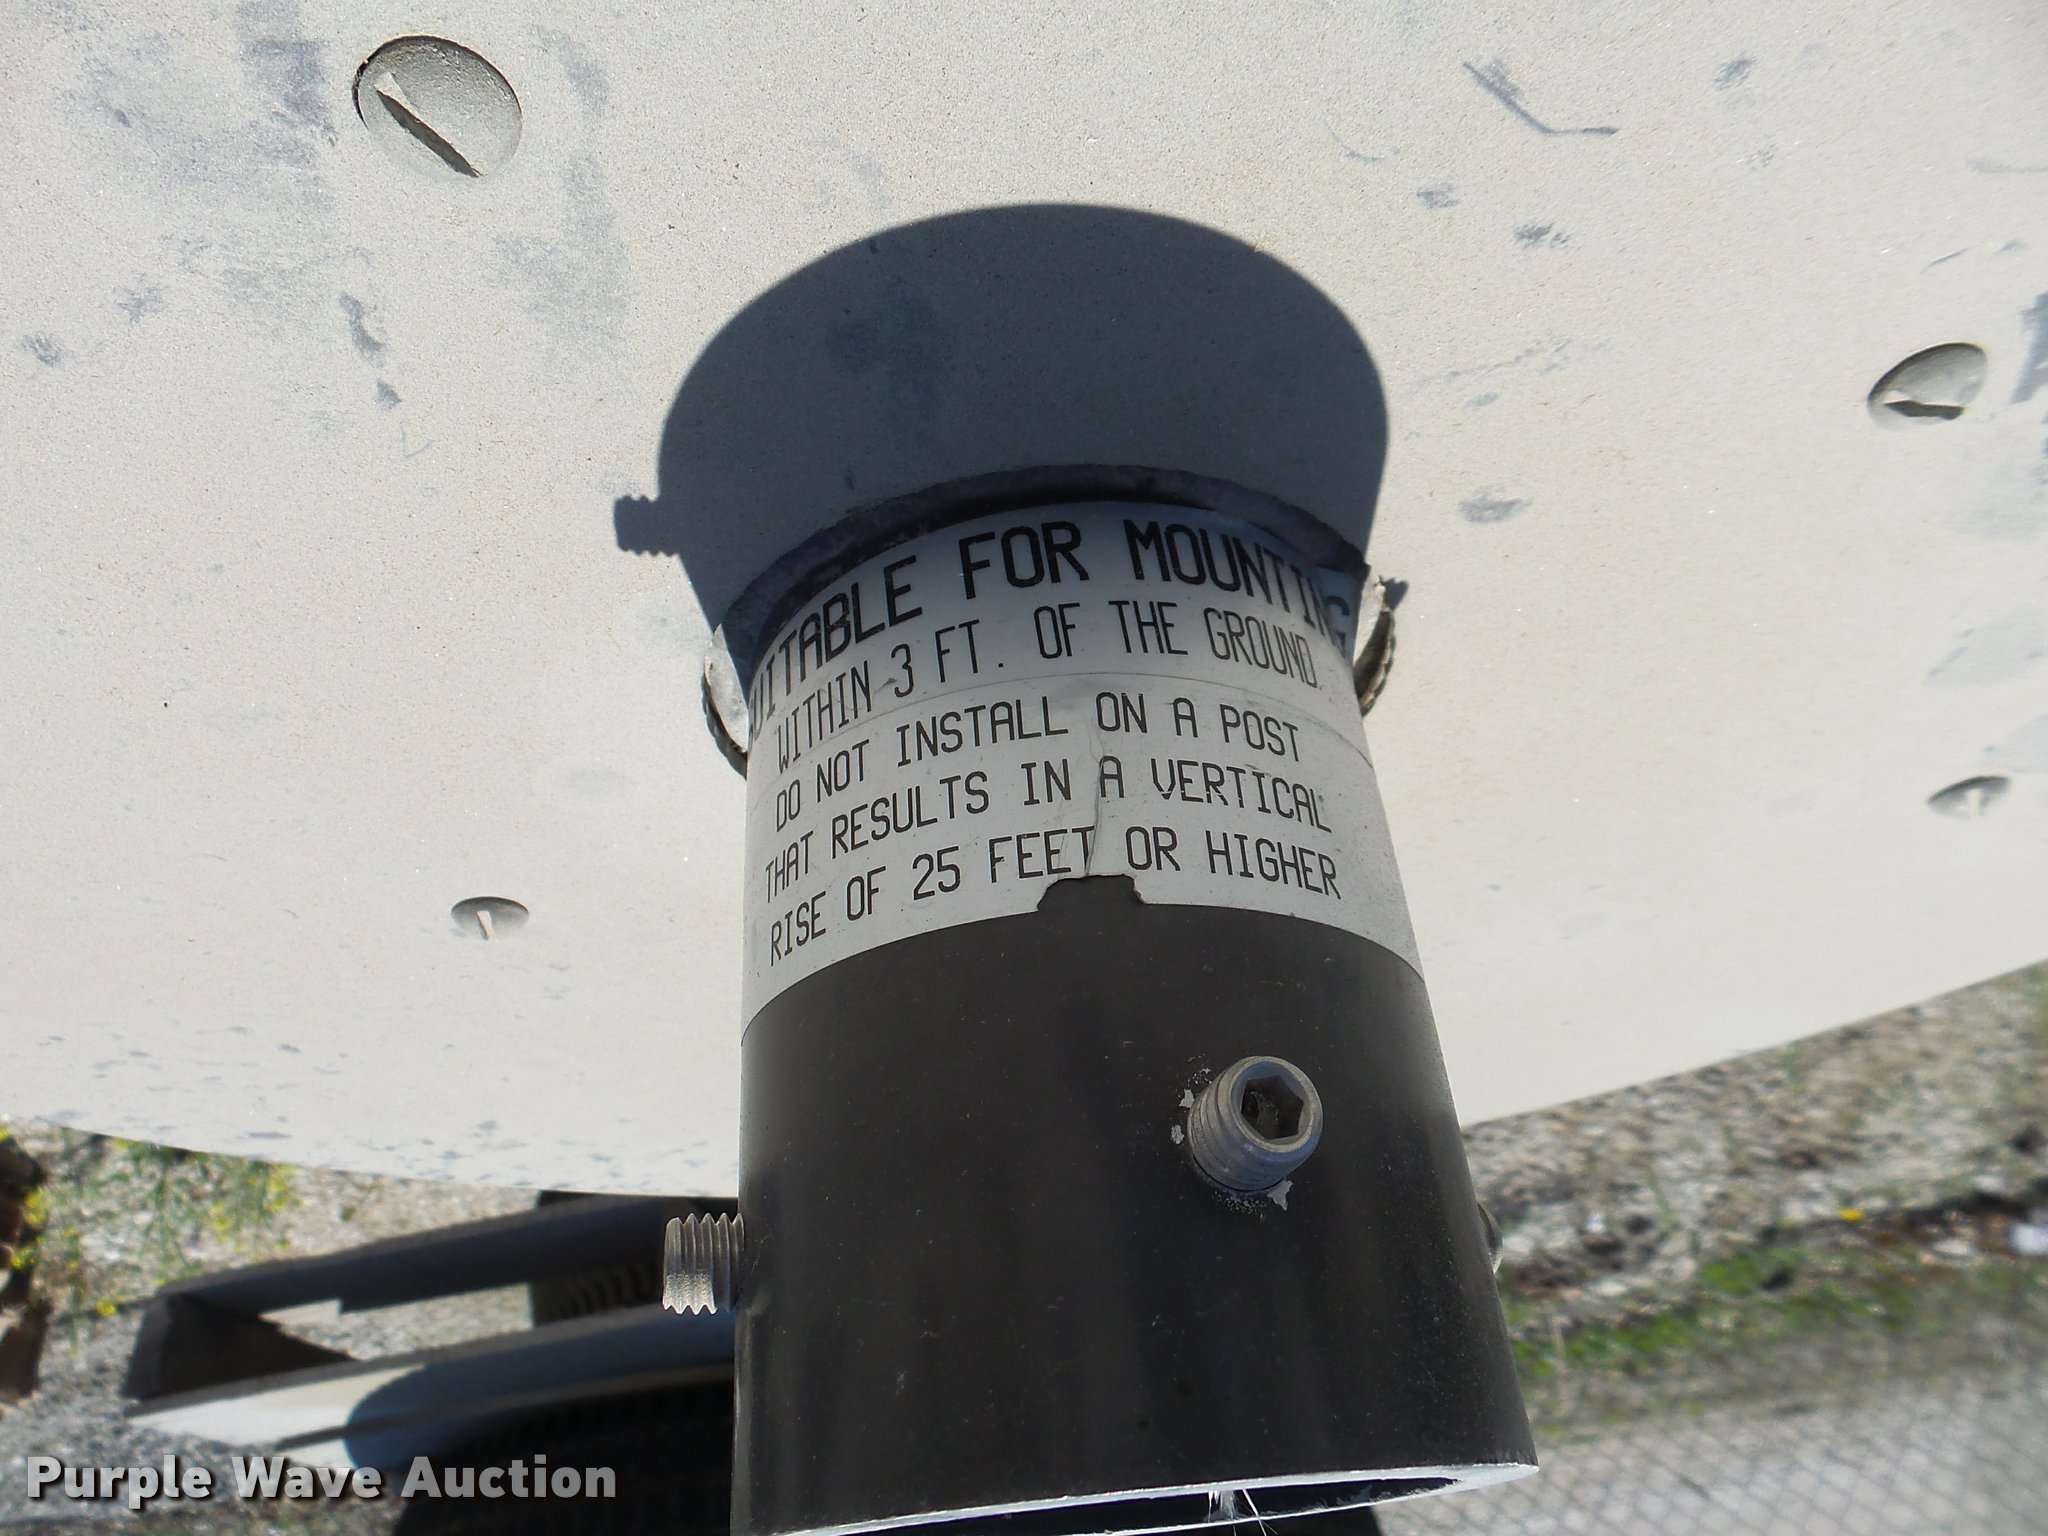 SUITABLE FOR MOUNTING
WITHIN 3 FT. OF THE GROUND.
DO NOT INSTALL ON A POST
THAT RESULTS IN A VERTICAL
RISE OF 25 FEET OR HIGHER
Purple Wave Auction